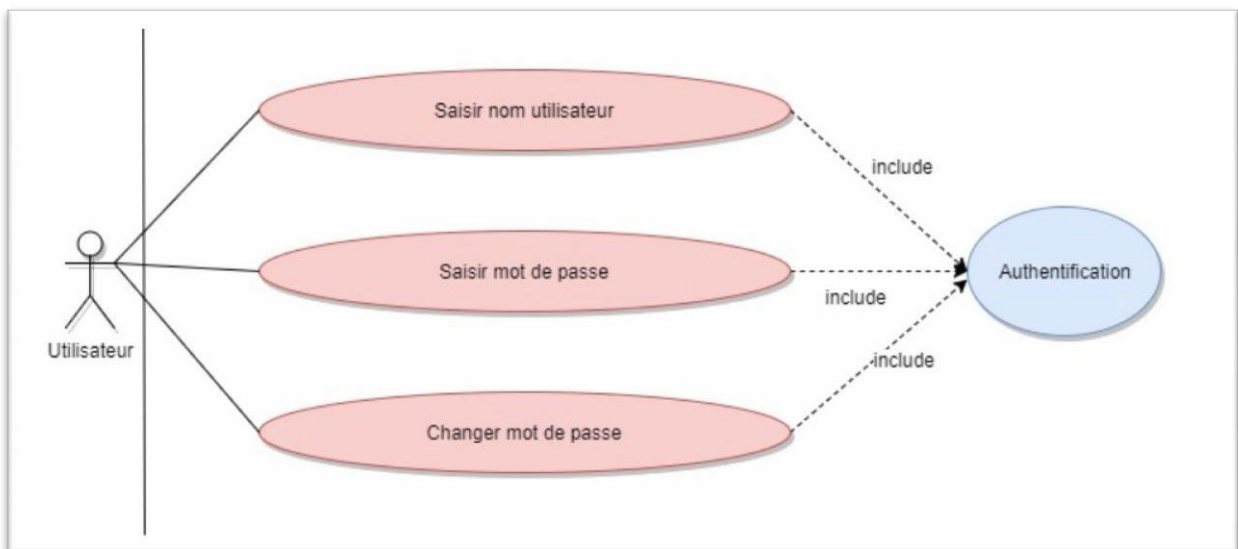 Saisir nom utilisateur
include
Saisir mot de passe
Authentification
include
Utilisateur
include
Changer mot de passe